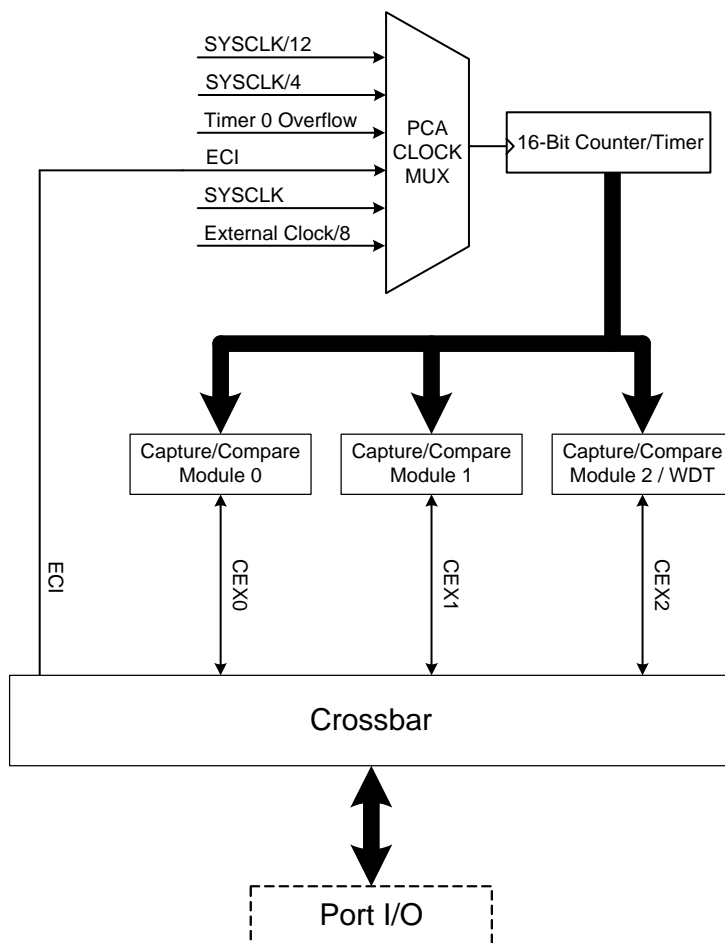 SYSCLK/12
SYSCLK/4
Timer 0 Overflow
ECI
SYSCLK
External Clock/8
PCA
CLOCK
MUX
16-Bit Counter/Timer
Capture/Compare
Module 0
Capture/Compare
Module 1
Capture/Compare
Module 2 / WDT
ECI
CEX0
CEX1
CEX2
Crossbar
Port I/O